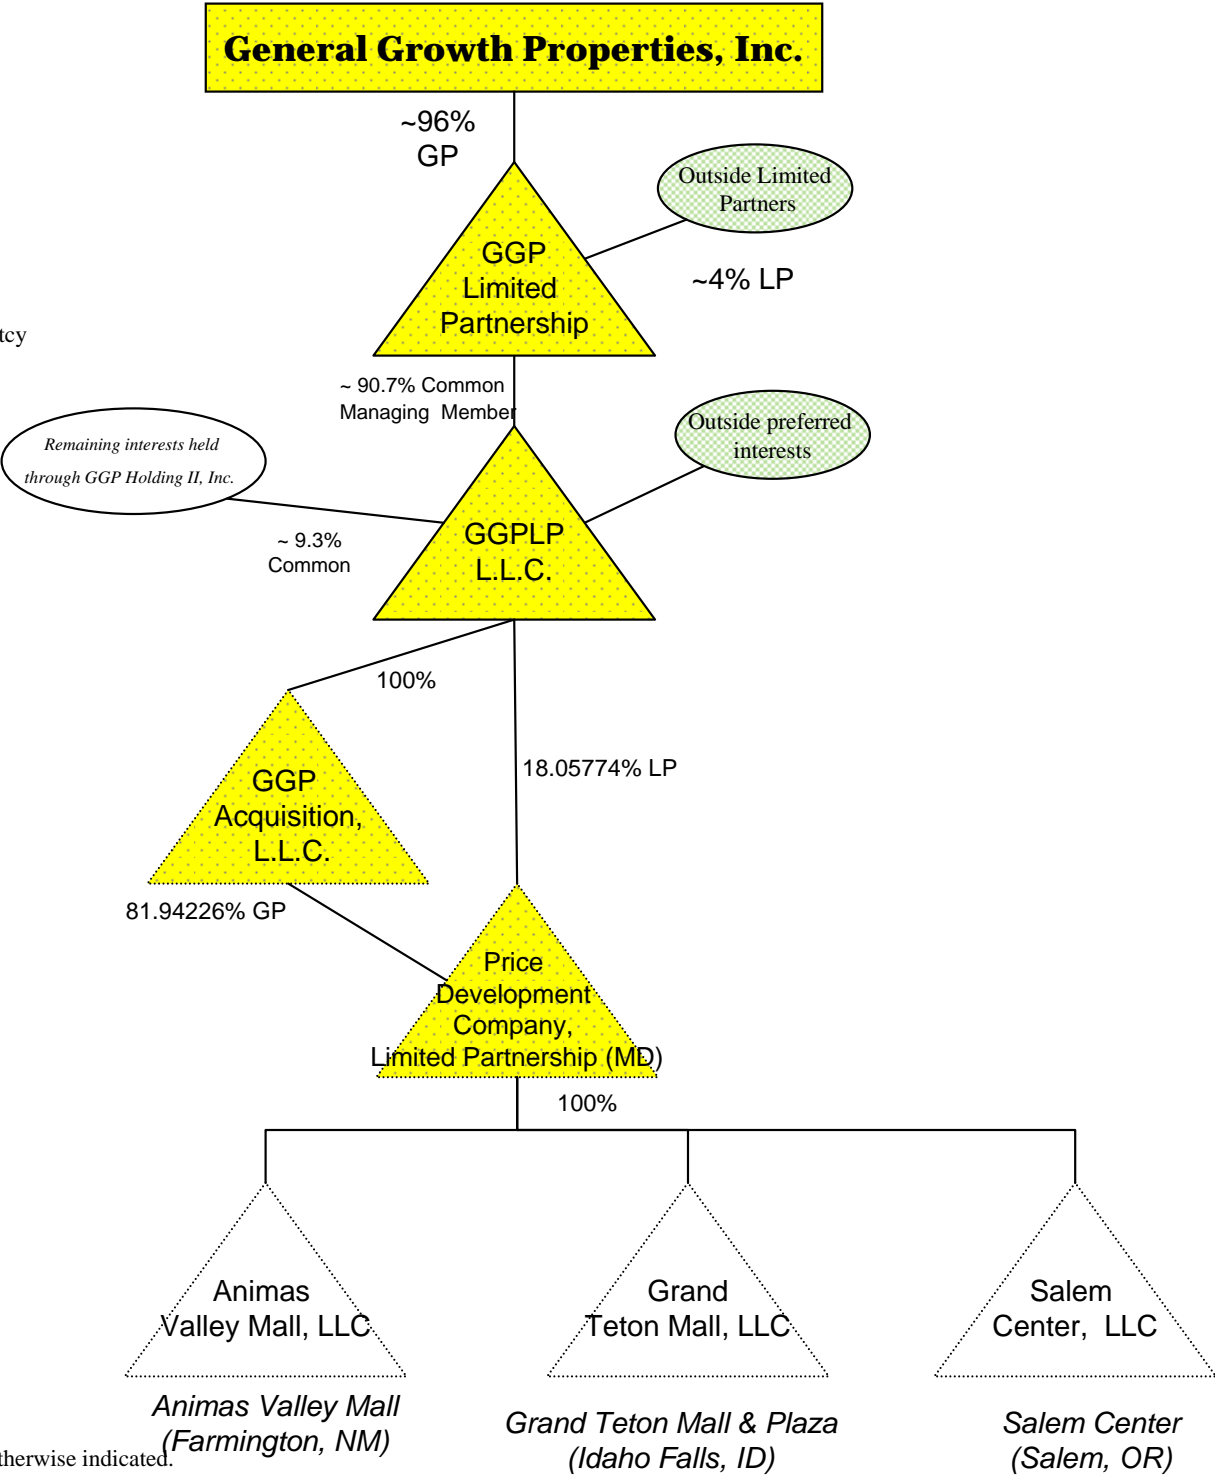 General Growth Properties, Inc.
~96%
GP
Outside Limited
Partners
GGP
Limited
Partnership
~4% LP
tcy
~ 90.7% Common
Managing Member
Remaining interests held
through GGP Holding II, Inc.
Outside preferred
interests
~ 9.3%
Common
GGPLP
L.L.C.
100%
18.05774% LP
GGP
Acquisition,
L.L.C.
81.94226% GP
Price
Development
Company,
Limited Partnership (MD)
100%
Animas
Valley Mall, LLC
Grand
Teton Mall, LLC
Salem
Center, LLC
Animas Valley Mall
(Farmington, NM)
Grand Teton Mall & Plaza
(Idaho Falls, ID)
Salem Center
(Salem, OR)
therwise indicated.